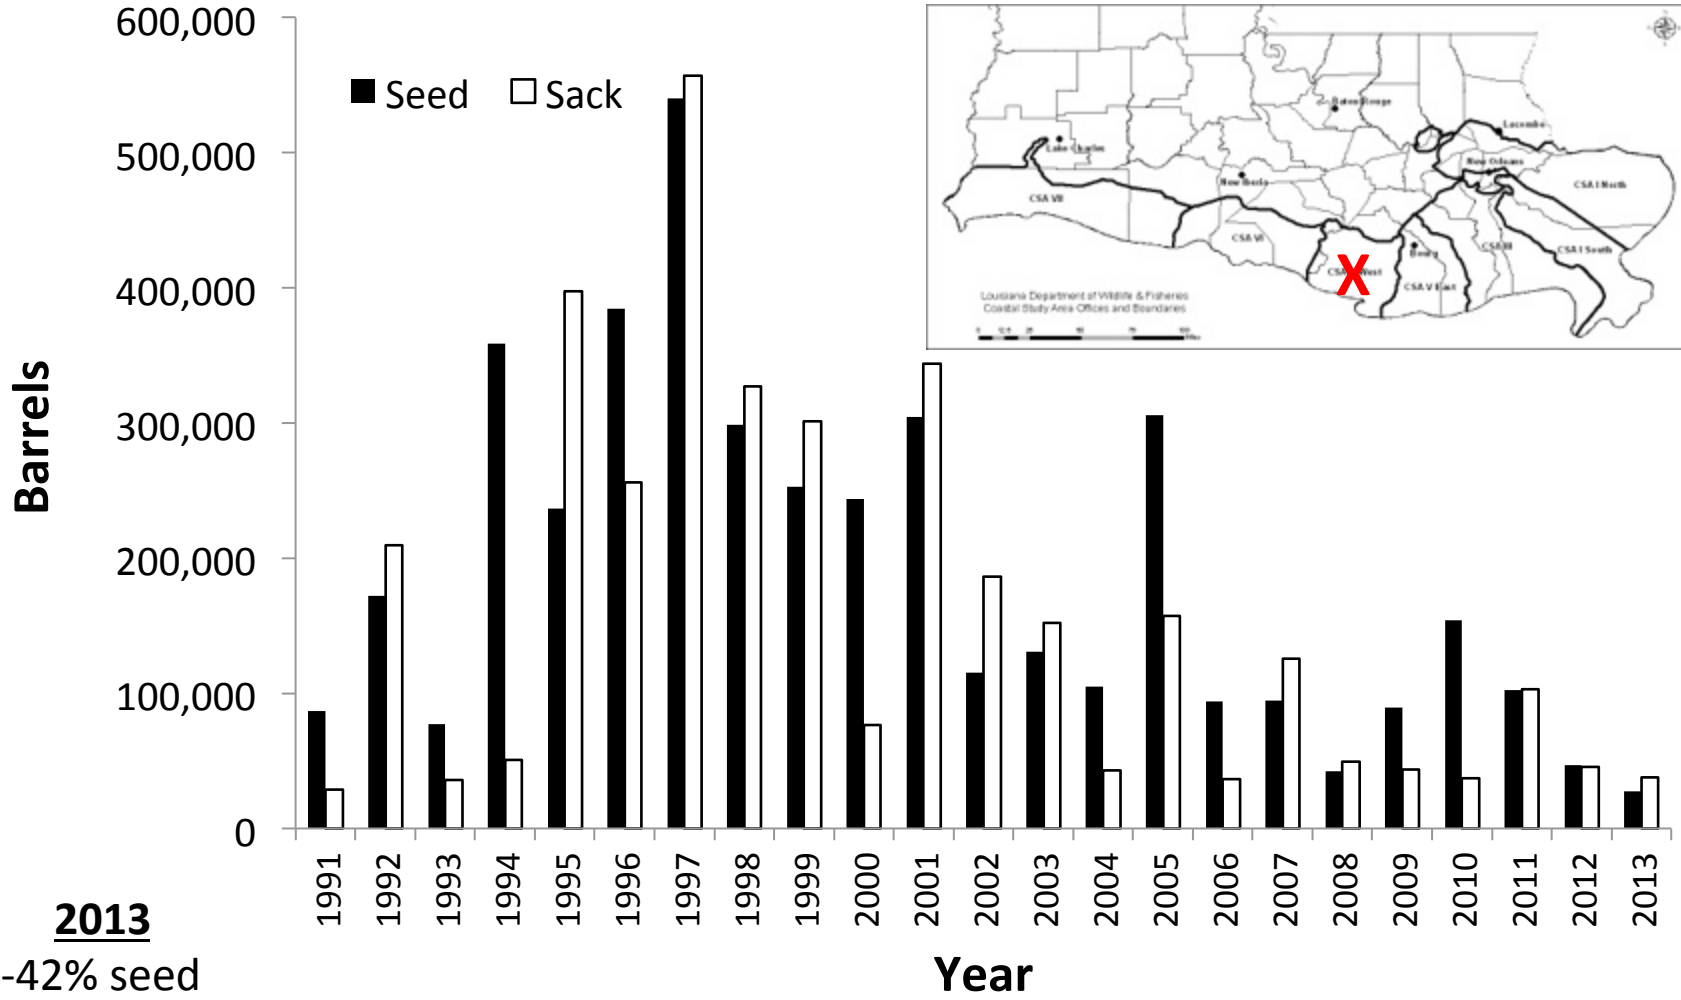 600,000
500,000
400,000
300,000
200,000
100,000
0
Barrels
Seed
Sack
Baton Rouge
Lacombe
Lake Charles
New Orleans
New Iberia
CSA I North
CSA VII
CSA VI
CSA III
CSA I South
Bourg
CSA West
X
CSA V East
Louisiana Department of Wildlife & Fisheries
Coastal Study Area Offices and Boundaries
1991
1992
1993
1994
1995
1996
1997
1998
1999
2000
2001
2002
2003
2004
2005
2006
2007
2008
2009
2010
2011
2012
2013
Year
2013
-42% seed